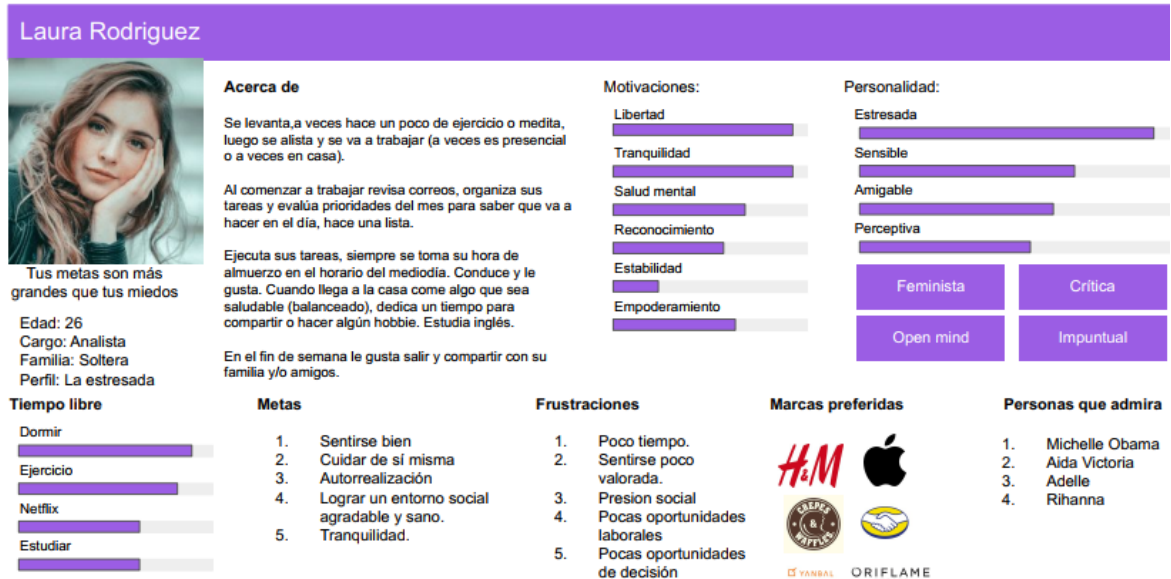 Laura Rodriguez
Tus metas son más
grandes que tus miedos
Edad: 26
Cargo: Analista
Familia: Soltera
Perfil: La estresada
Acerca de
Se levanta,a veces hace un poco de ejercicio o medita,
luego se alista y se va a trabajar (a veces es presencial
o a veces en casa).
Al comenzar a trabajar revisa correos, organiza sus
tareas y evalúa prioridades del mes para saber que va a
hacer en el día, hace una lista.
Ejecuta sus tareas, siempre se toma su hora de
almuerzo en el horario del mediodía. Conduce y le
gusta. Cuando llega a la casa come algo que sea
saludable (balanceado), dedica un tiempo para
compartir o hacer algún hobbie. Estudia inglés.
En el fin de semana le gusta salir y compartir con su
familia y/o amigos.
Motivaciones:
Libertad
Tranquilidad
Salud mental
Reconocimiento
Estabilidad
Empoderamiento
Personalidad:
Estresada
Sensible
Amigable
Perceptiva
Feminista
Crítica
Open mind
Impuntual
Tiempo libre
Dormir
Ejercicio
Netflix
Estudiar
Metas
1. Sentirse bien
2. Cuidar de sí misma
3. Autorrealización
4. Lograr un entorno social
agradable y sano.
5. Tranquilidad.
Frustraciones
1. Poco tiempo.
2. Sentirse poco
valorada.
3. Presion social
4. Pocas oportunidades
laborales
5. Pocas oportunidades
de decisión
Marcas preferidas
H&M
CREPES
&
WAFFLES
YANBAL
ORIFLAME
Personas que admira
1. Michelle Obama
2. Aida Victoria
3. Adelle
4. Rihanna